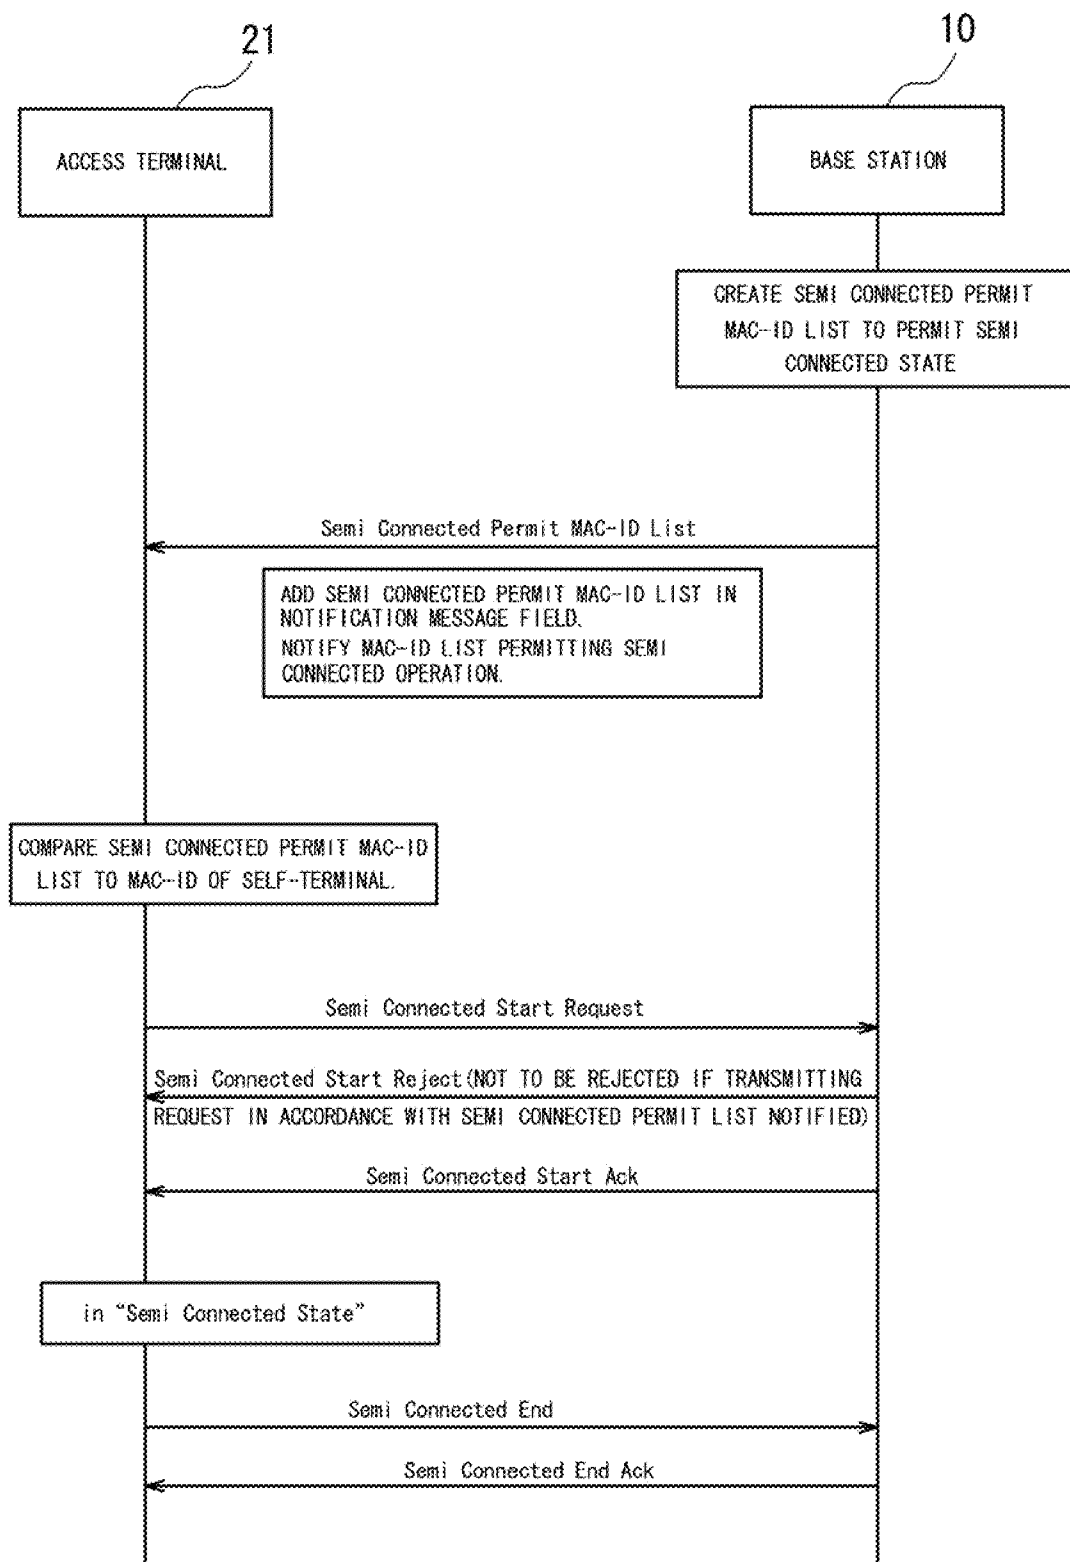 21
10
ACCESS TERMINAL
BASE STATION
CREATE SEMI CONNECTED PERMIT
MAC-ID LIST TO PERMIT SEMI
CONNECTED STATE
Semi Connected Permit MAC-ID List
ADD SEMI CONNECTED PERMIT MAC-ID LIST IN
NOTIFICATION MESSAGE FIELD.
NOTIFY MAC-ID LIST PERMITTING SEMI
CONNECTED OPERATION.
COMPARE SEMI CONNECTED PERMIT MAC-ID
LIST TO MAC-ID OF SELF-TERMINAL.
Semi Connected Start Request
Semi Connected Start Reject(NOT TO BE REJECTED IF TRANSMITTING
REQUEST IN ACCORDANCE WITH SEMI CONNECTED PERMIT LIST NOTIFIED)
Semi Connected Start Ack
in “Semi Connected State”
Semi Connected End
Semi Connected End Ack